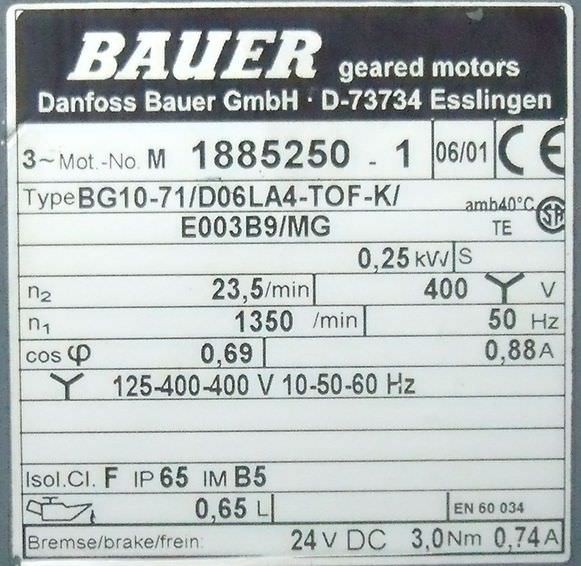 BAUER geared motors
Danfoss Bauer GmbH · D-73734 Esslingen
3~Mot.-No. M 1885250 - 1 06/01 CE
Type BG10-71/D06LA4-TOF-K/ amb40°C SA
E003B9/MG TE
0,25 kW S
n2 23,5/min 400 Y V
n1 1350 /min 50 Hz
cos φ 0,69 0,88 A
Y 125-400-400 V 10-50-60 Hz
Isol.Cl. F IP 65 IM B5
0,65 L EN 60 034
Bremse/brake/frein: 24 V DC 3,0 Nm 0,74 A